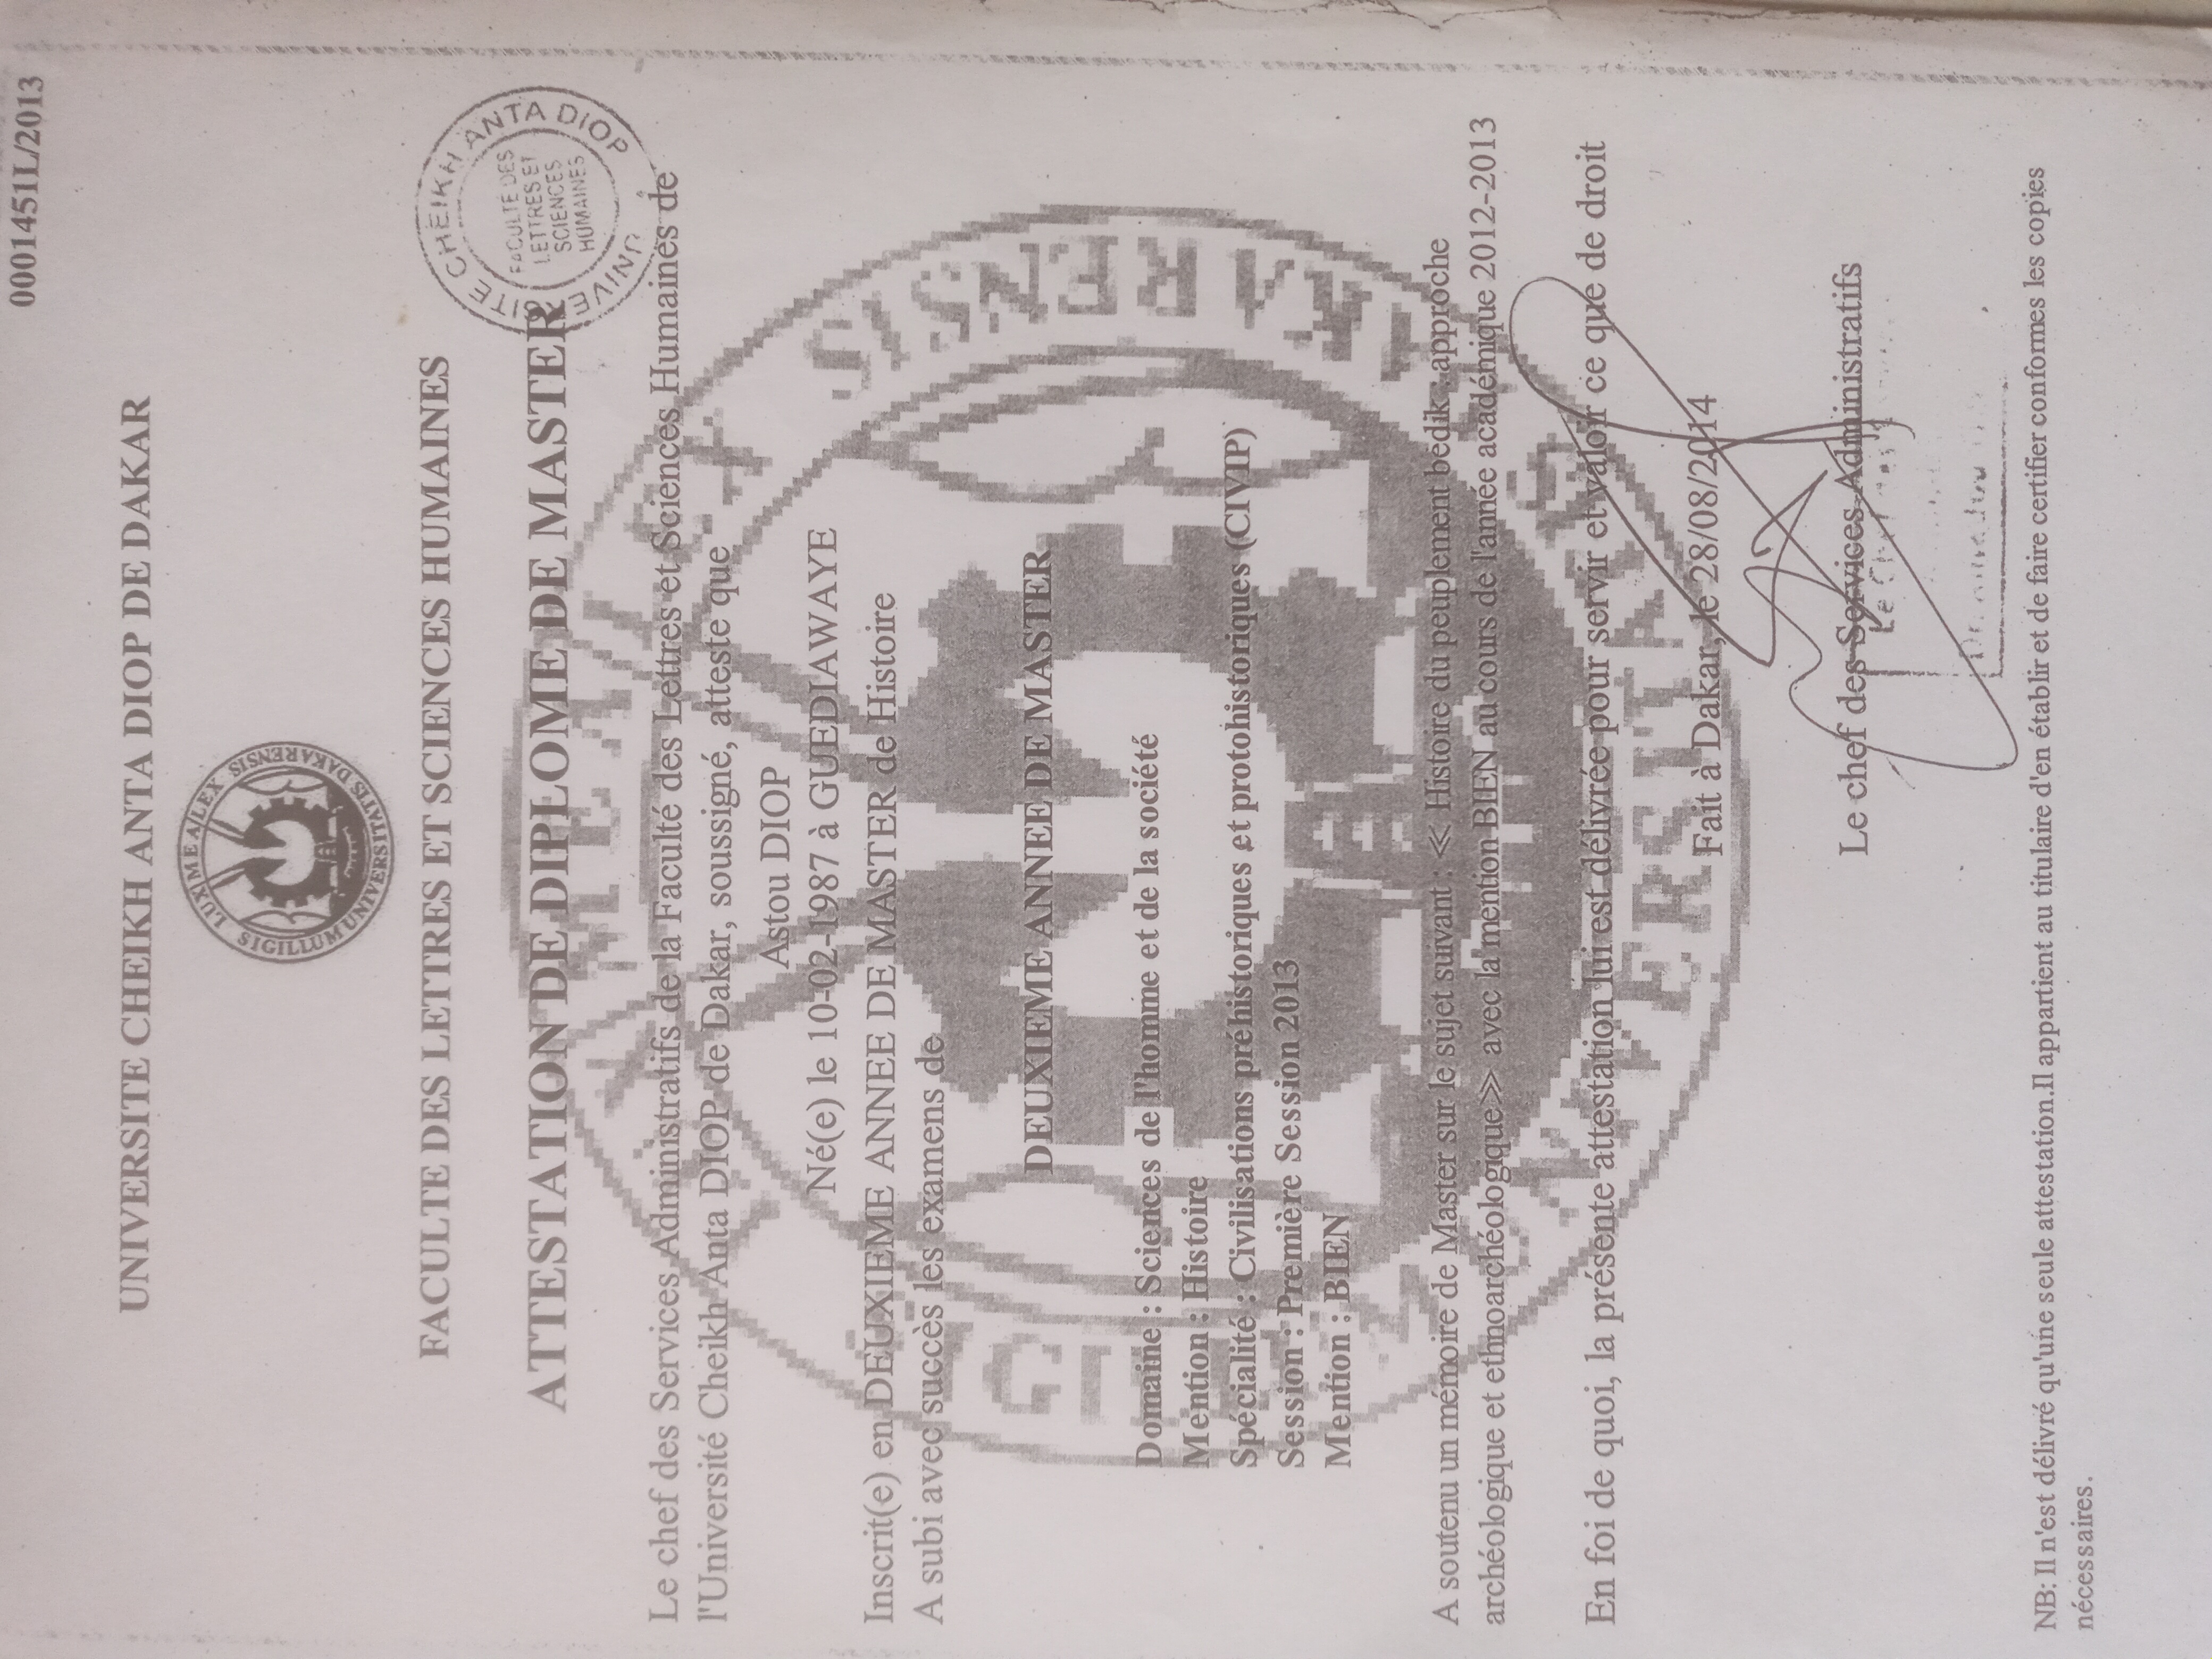 0001451L/2013
UNIVERSITE CHEIKH ANTA DIOP DE DAKAR
SIGILLUM UNIVERSITATIS DAKARENSIS
LUX MEA LEX
FACULTE DES LETTRES ET SCIENCES HUMAINES
UNIVERSITE CHEIKH ANTA DIOP
FACULTE DES
LETTRES ET
SCIENCES
HUMAINES
ATTESTATION DE DIPLOME DE MASTER
Le chef des Services Administratifs de la Faculté des Lettres et Sciences Humaines de
l'Université Cheikh Anta DIOP de Dakar, soussigné, atteste que
Astou DIOP
Né(e) le 10-02-1987 à GUEDIAWAYE
Inscrit(e) en DEUXIEME ANNEE DE MASTER de Histoire
A subi avec succès les examens de
DEUXIEME ANNEE DE MASTER
Domaine : Sciences de l'homme et de la société
Mention : Histoire
Spécialité : Civilisations préhistoriques et protohistoriques (CIVIP)
Session : Première Session 2013
Mention : BIEN
A soutenu un mémoire de Master sur le sujet suivant : ≪ Histoire du peuplement bedik : approche
archéologique et ethnoarchéologique≫ avec la mention BIEN au cours de l'année académique 2012-2013
En foi de quoi, la présente attestation lui est délivrée pour servir et valoir ce que de droit
Fait à Dakar, le 28/08/2014
Le chef des Services Administratifs
Le Chef des
NB: Il n'est délivré qu'une seule attestation.Il appartient au titulaire d'en établir et de faire certifier conformes les copies
nécessaires.